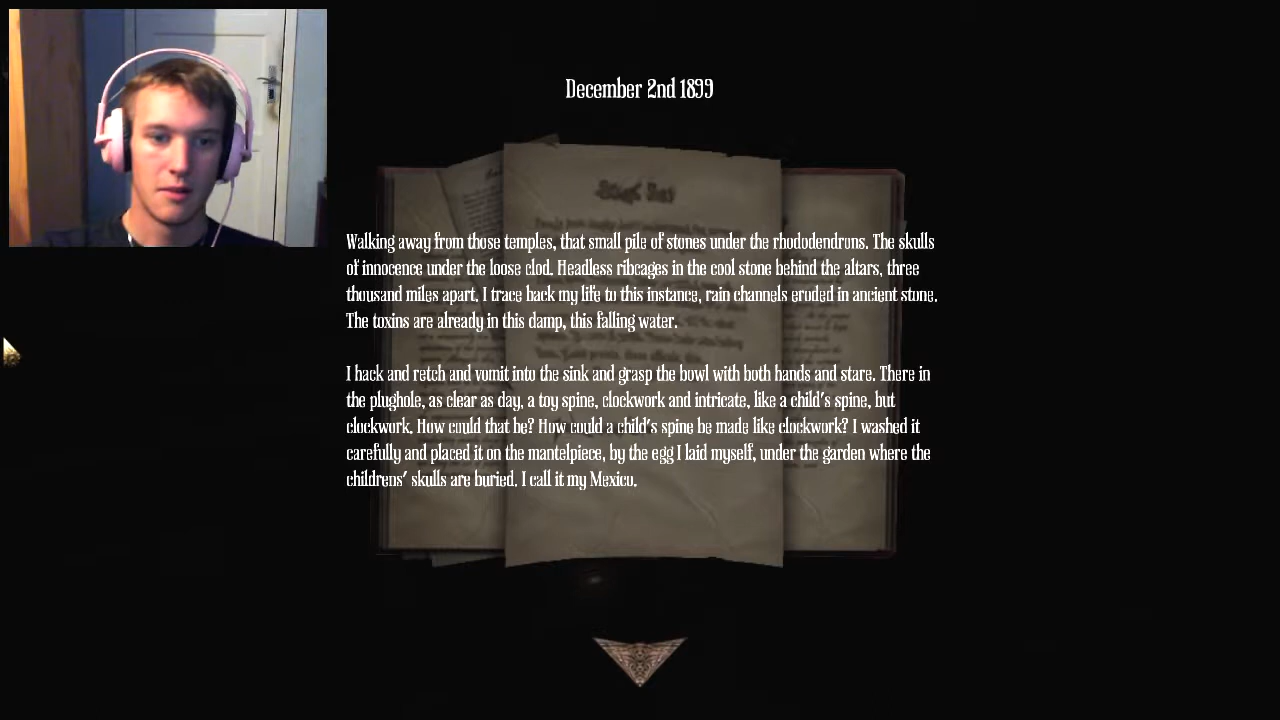 December 2nd 1899
Walking away from those temples, that small pile of stones under the rhododendrons. The skulls
of innocence under the loose clod. Headless ribcages in the cool stone behind the altars, three
thousand miles apart. I trace back my life to this instance, rain channels eroded in ancient stone.
The toxins are already in this damp, this falling water.
I hack and retch and vomit into the sink and grasp the bowl with both hands and stare. There in
the plughole, as clear as day, a toy spine, clockwork and intricate, like a child's spine, but
clockwork. How could that be? How could a child's spine be made like clockwork? I washed it
carefully and placed it on the mantelpiece, by the egg I laid myself, under the garden where the
childrens' skulls are buried. I call it my Mexico.